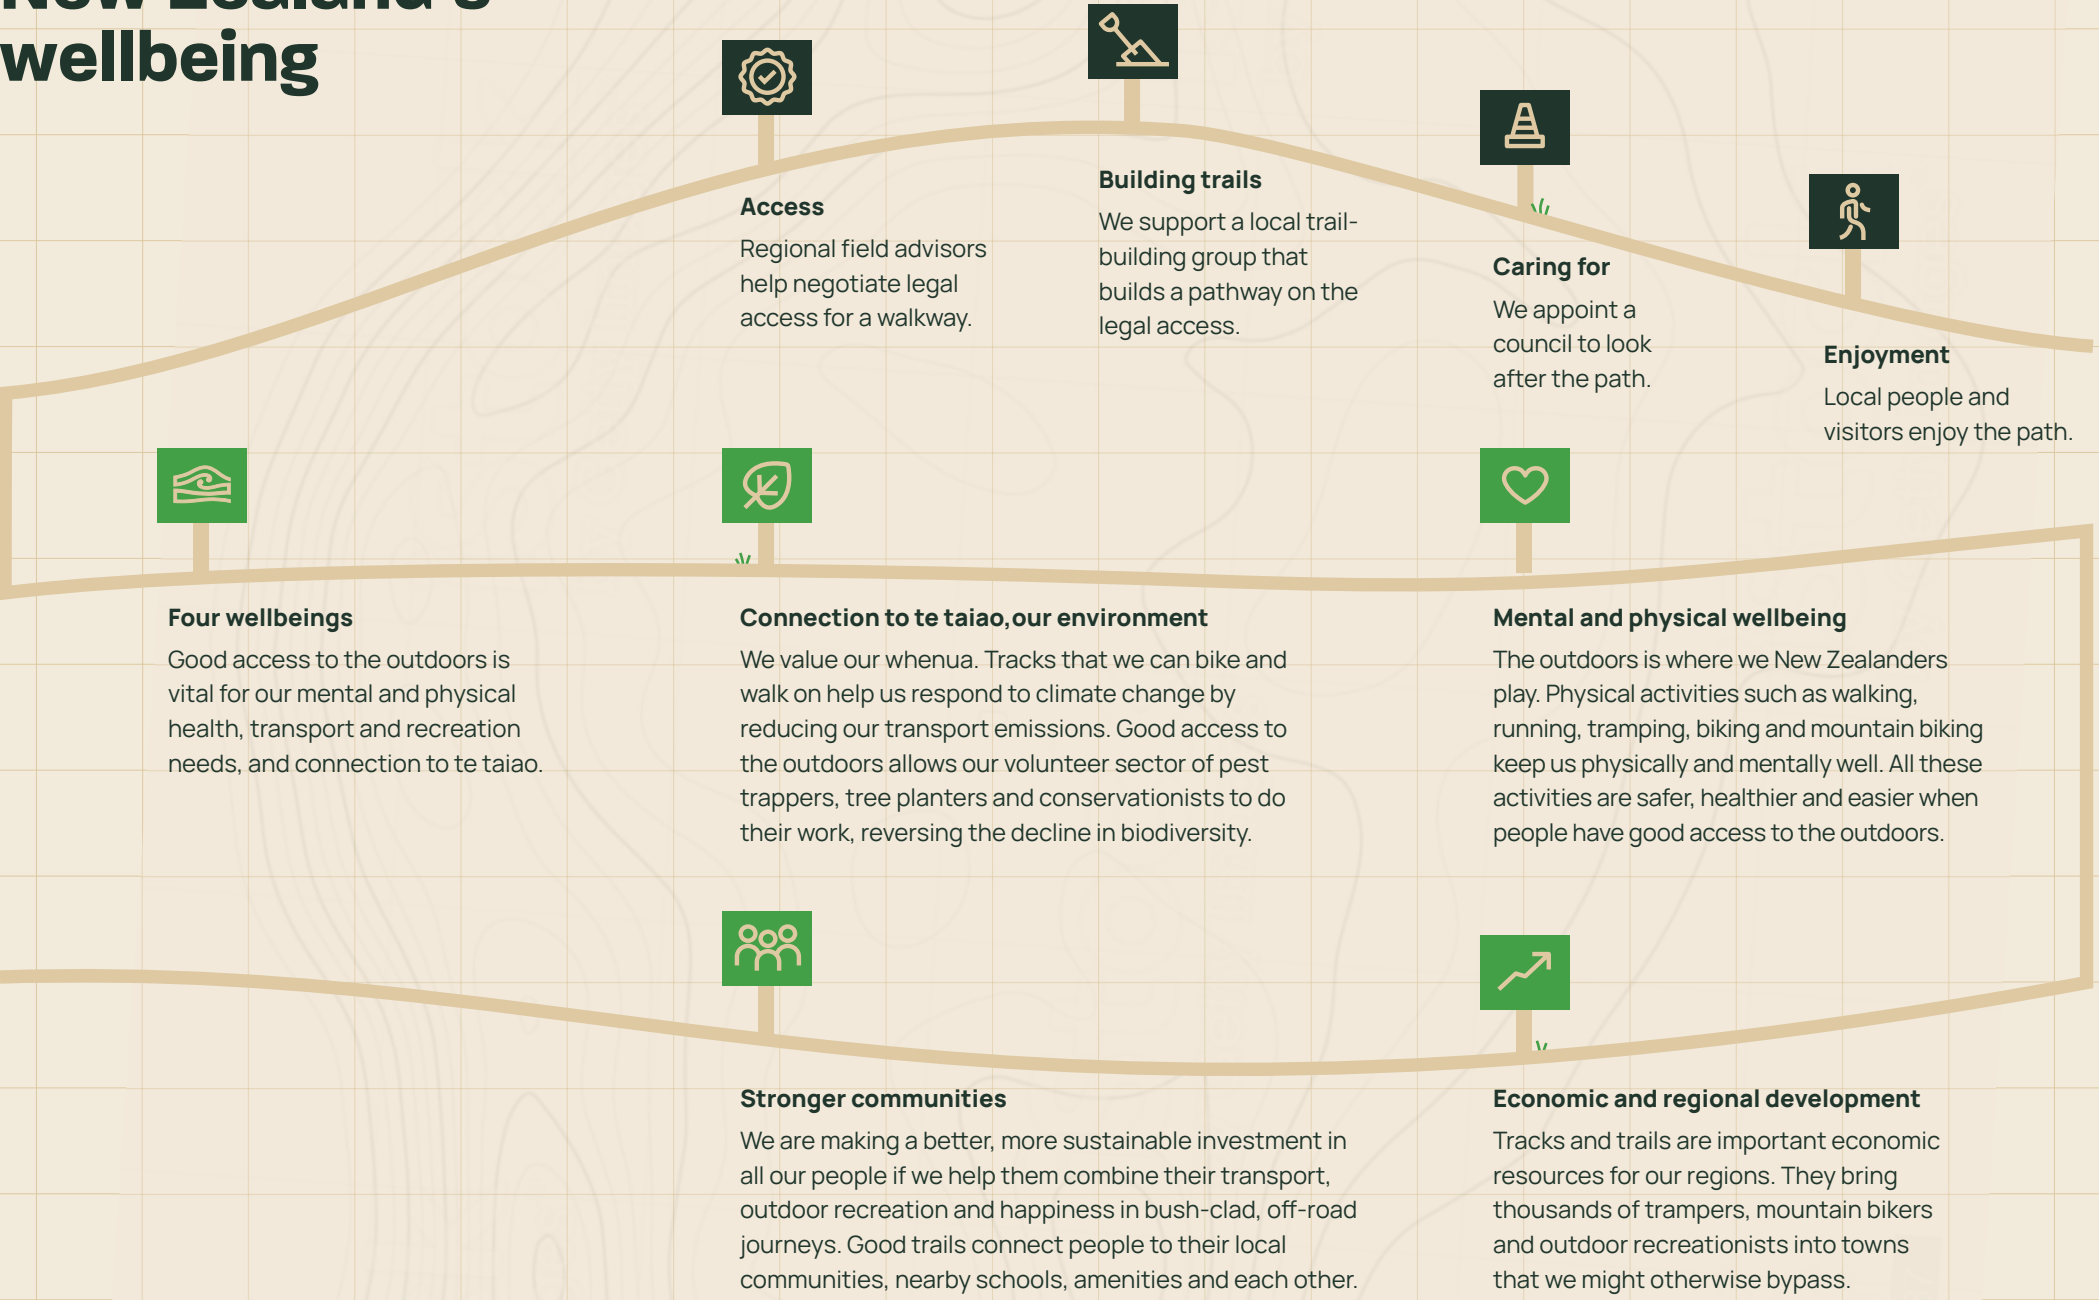 New Zealand's
wellbeing
Access
Regional field advisors
help negotiate legal
access for a walkway.
Building trails
We support a local trail-
building group that
builds a pathway on the
legal access.
Caring for
We appoint a
council to look
after the path.
Enjoyment
Local people and
visitors enjoy the path.
Four wellbeings
Good access to the outdoors is
vital for our mental and physical
health, transport and recreation
needs, and connection to te taiao.
Connection to te taiao,our environment
We value our whenua. Tracks that we can bike and
walk on help us respond to climate change by
reducing our transport emissions. Good access to
the outdoors allows our volunteer sector of pest
trappers, tree planters and conservationists to do
their work, reversing the decline in biodiversity.
Mental and physical wellbeing
The outdoors is where we New Zealanders
play. Physical activities such as walking,
running, tramping, biking and mountain biking
keep us physically and mentally well. All these
activities are safer, healthier and easier when
people have good access to the outdoors.
Stronger communities
We are making a better, more sustainable investment in
all our people if we help them combine their transport,
outdoor recreation and happiness in bush-clad, off-road
journeys. Good trails connect people to their local
communities, nearby schools, amenities and each other.
Economic and regional development
Tracks and trails are important economic
resources for our regions. They bring
thousands of trampers, mountain bikers
and outdoor recreationists into towns
that we might otherwise bypass.